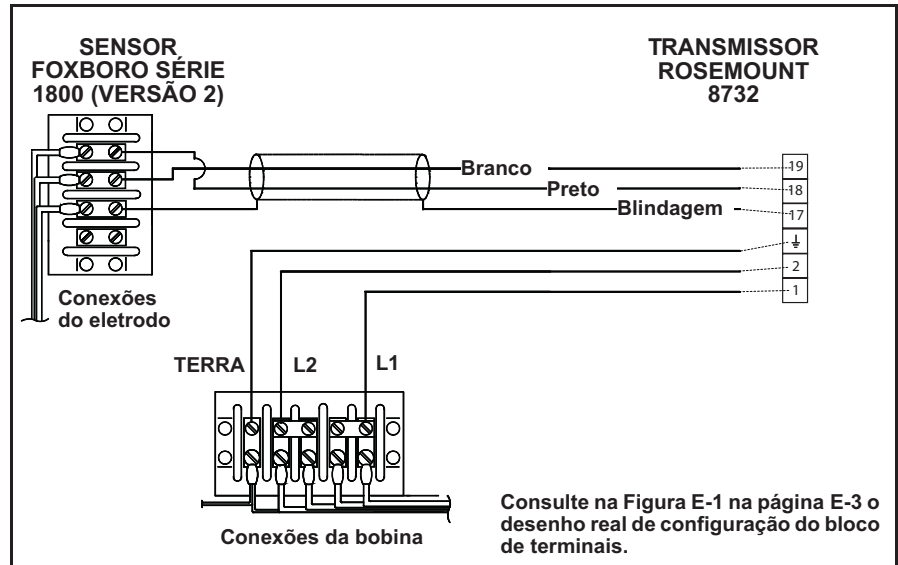 SENSOR
FOXBORO SÉRIE
1800 (VERSÃO 2)
TRANSMISSOR
ROSEMOUNT
8732
Branco
Preto
Blindagem
19
18
17
2
1
Conexões
do eletrodo
TERRA
L2
L1
Conexões da bobina
Consulte na Figura E-1 na página E-3 o
desenho real de configuração do bloco
de terminais.